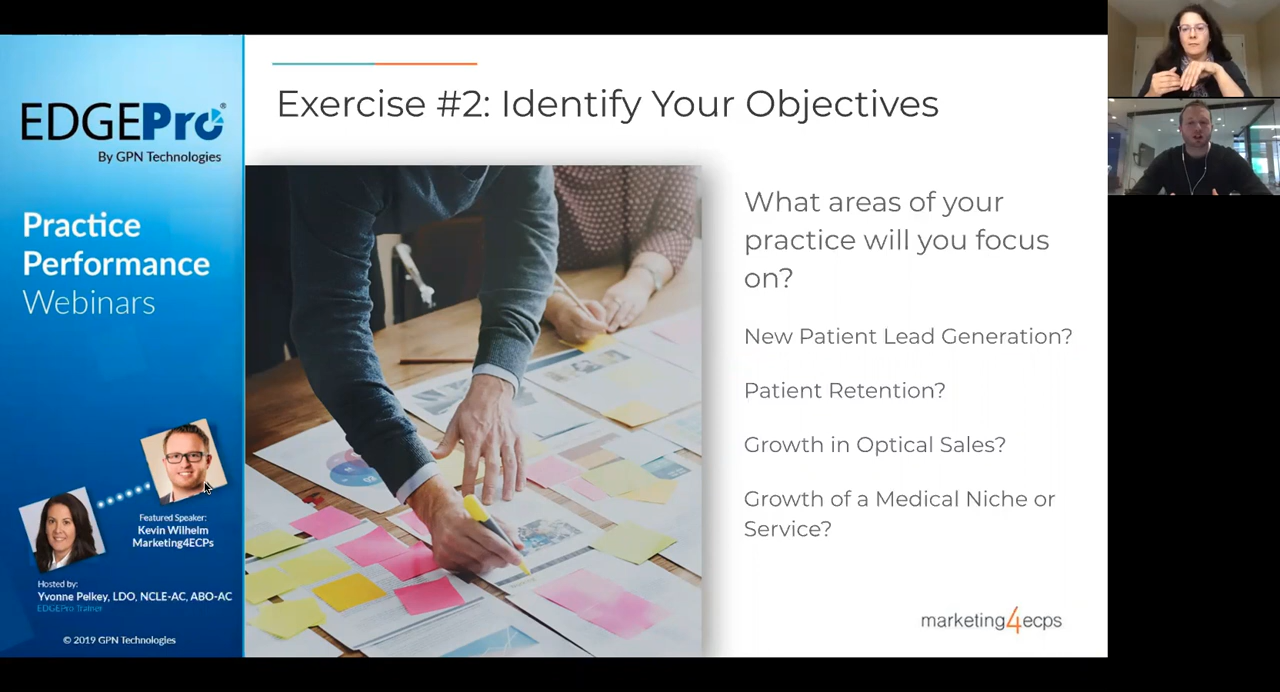 EDGEPro®
By GPN Technologies
Practice
Performance
Webinars
Featured Speaker:
Kevin Wilhelm
Marketing4ECPs
Hosted by:
Yvonne Pelkey, LDO, NCLE-AC, ABO-AC
EDGEPro Trainer
© 2019 GPN Technologies
Exercise #2: Identify Your Objectives
What areas of your
practice will you focus
on?
New Patient Lead Generation?
Patient Retention?
Growth in Optical Sales?
Growth of a Medical Niche or
Service?
marketing4ecps